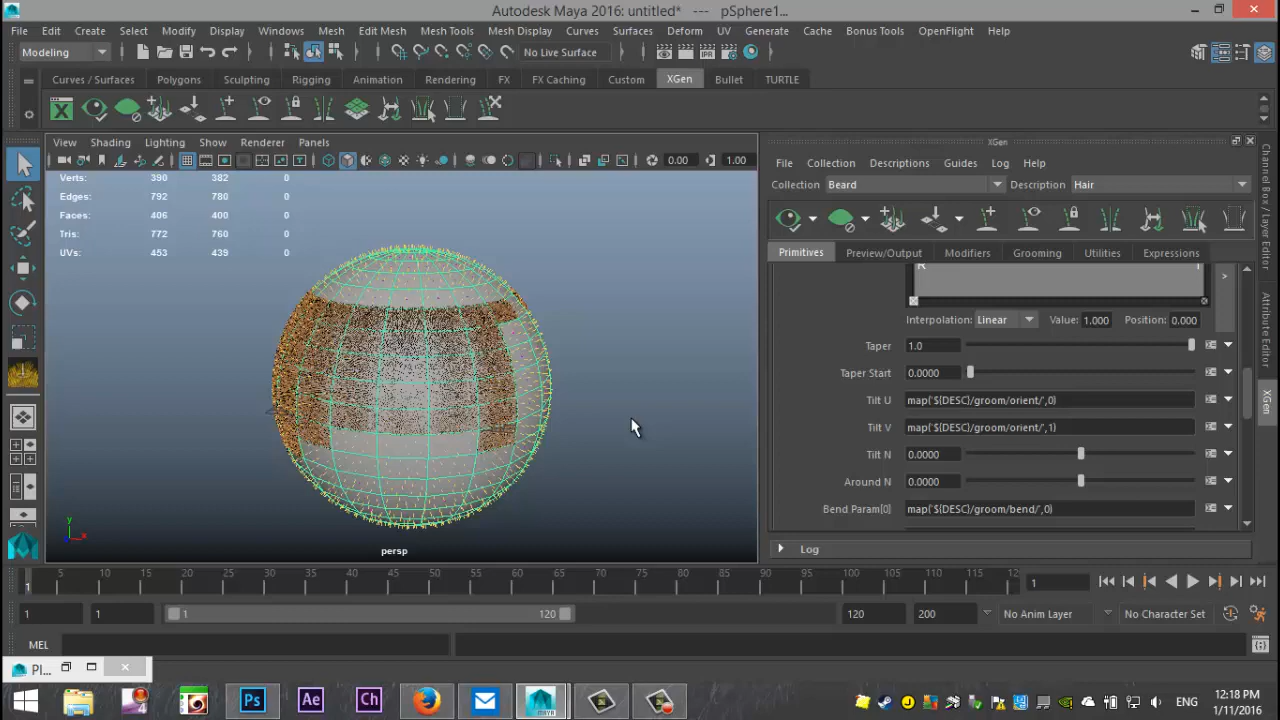 Autodesk Maya 2016: untitled* --- pSphere1...
File Edit Create Select Modify Display Windows Mesh Edit Mesh Mesh Tools Mesh Display Curves Surfaces Deform UV Generate Cache Bonus Tools OpenFlight Help
Modeling No Live Surface
Curves / Surfaces Polygons Sculpting Rigging Animation Rendering FX FX Caching Custom XGen Bullet TURTLE
View Shading Lighting Show Renderer Panels
0.00 1.00
Verts: 390 382 0
Edges: 792 780 0
Faces: 406 400 0
Tris: 772 760 0
UVs: 453 439 0
y
persp
XGen
File Collection Descriptions Guides Log Help
Collection Beard Description Hair
Primitives Preview/Output Modifiers Grooming Utilities Expressions
Interpolation: Linear Value: 1.000 Position: 0.000
Taper 1.0
Taper Start 0.0000
Tilt U map('${DESC}/groom/orient/',0)
Tilt V map('${DESC}/groom/orient/',1)
Tilt N 0.0000
Around N 0.0000
Bend Param[0] map('${DESC}/groom/bend/',0)
Log
Channel Box / Layer Editor
Attribute Editor
XGen
1 5 10 15 20 25 30 35 40 45 50 55 60 65 70 75 80 85 90 95 100 105 110 115 12 1
1 1 1 120 120 200 No Anim Layer No Character Set
MEL
Pl...
Ps Ae Ch MAYA ENG
12:18 PM
1/11/2016